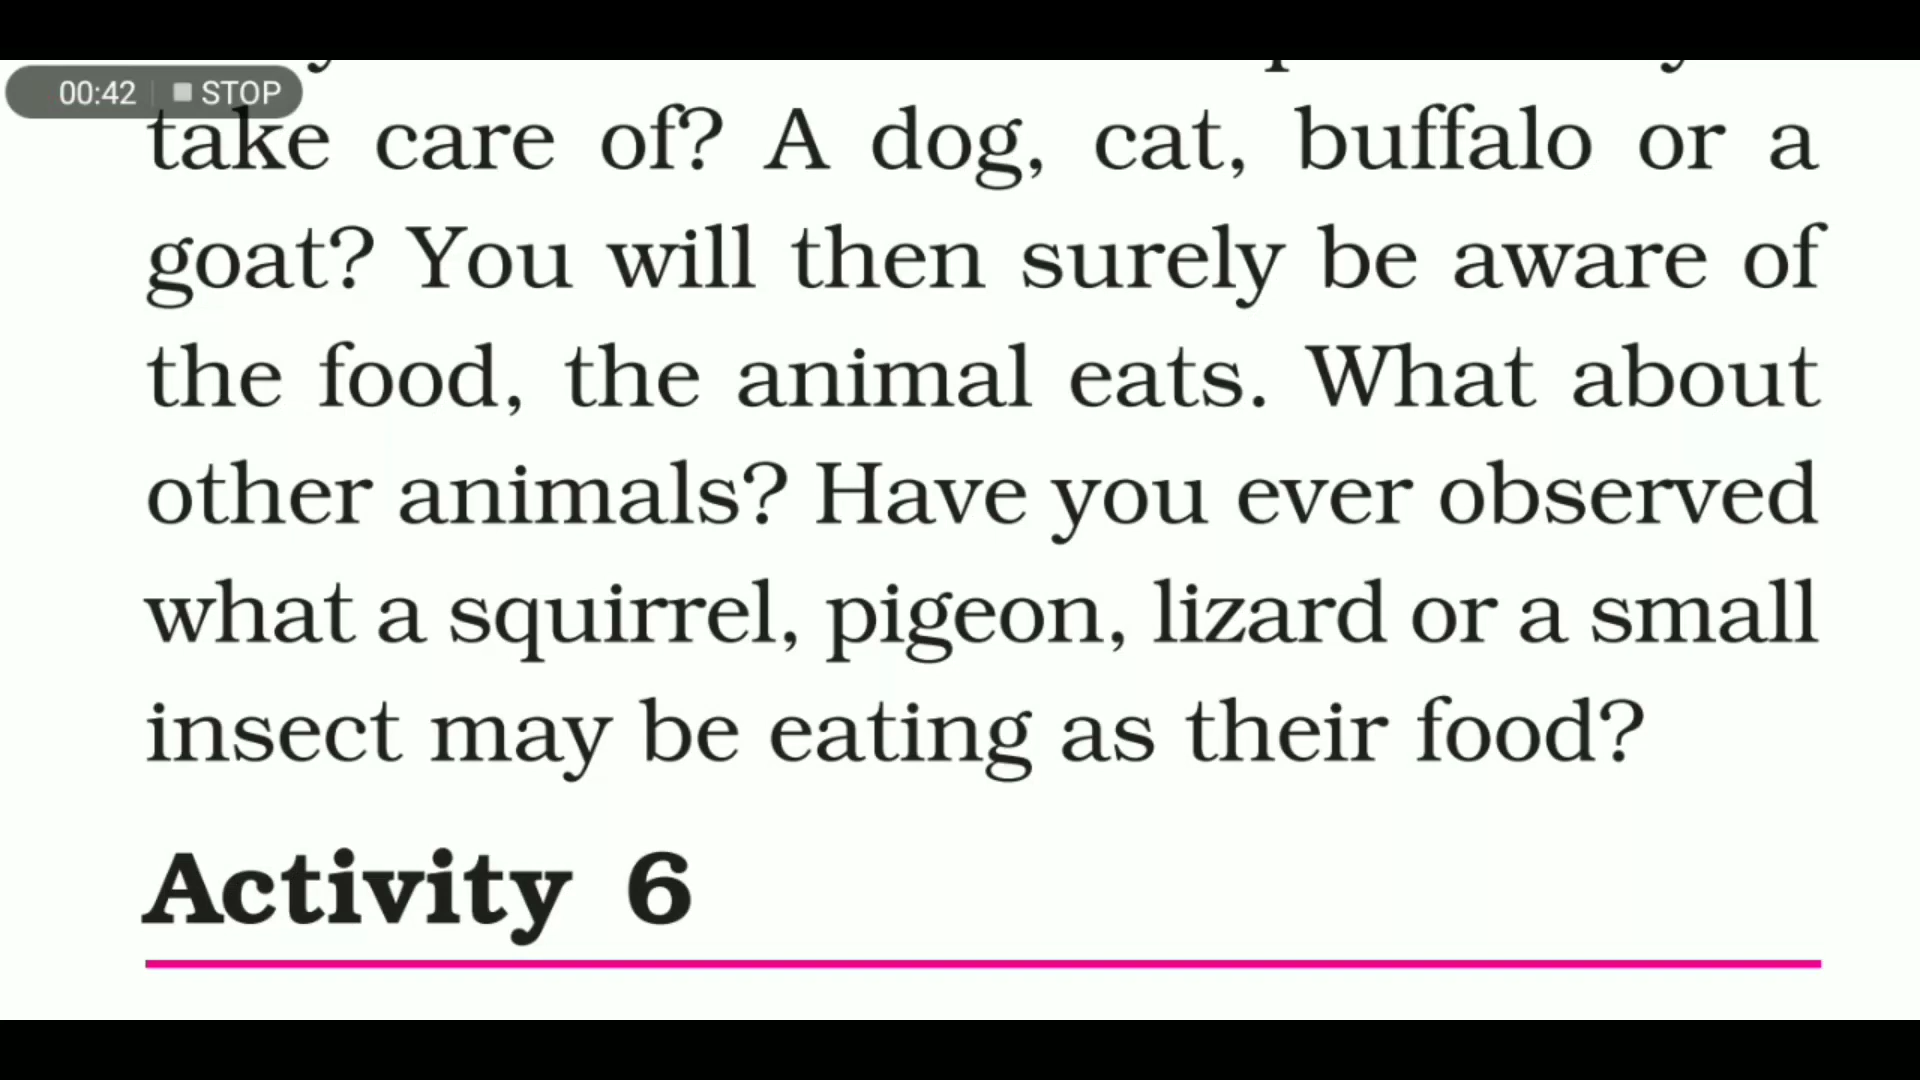 00:42 STOP
take care of? A dog, cat, buffalo or a
goat? You will then surely be aware of
the food, the animal eats. What about
other animals? Have you ever observed
what a squirrel, pigeon, lizard or a small
insect may be eating as their food?
Activity 6